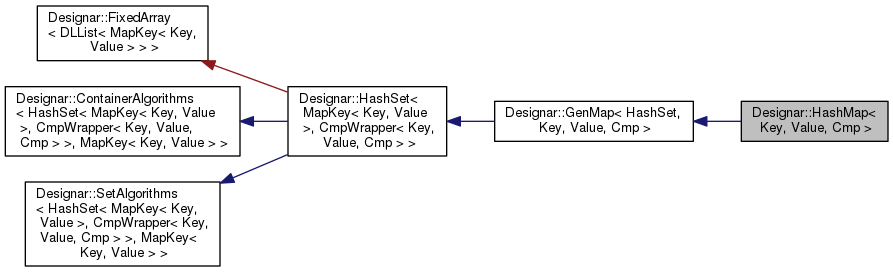 Designar::FixedArray
< DLList< MapKey< Key,
Value > > >
Designar::ContainerAlgorithms
< HashSet< MapKey< Key, Value
>, CmpWrapper< Key, Value,
Cmp > >, MapKey< Key, Value > >
Designar::SetAlgorithms
< HashSet< MapKey< Key,
Value >, CmpWrapper< Key,
Value, Cmp > >, MapKey<
Key, Value > >
Designar::HashSet<
MapKey< Key, Value
>, CmpWrapper< Key,
Value, Cmp > >
Designar::GenMap< HashSet,
Key, Value, Cmp >
Designar::HashMap<
Key, Value, Cmp >